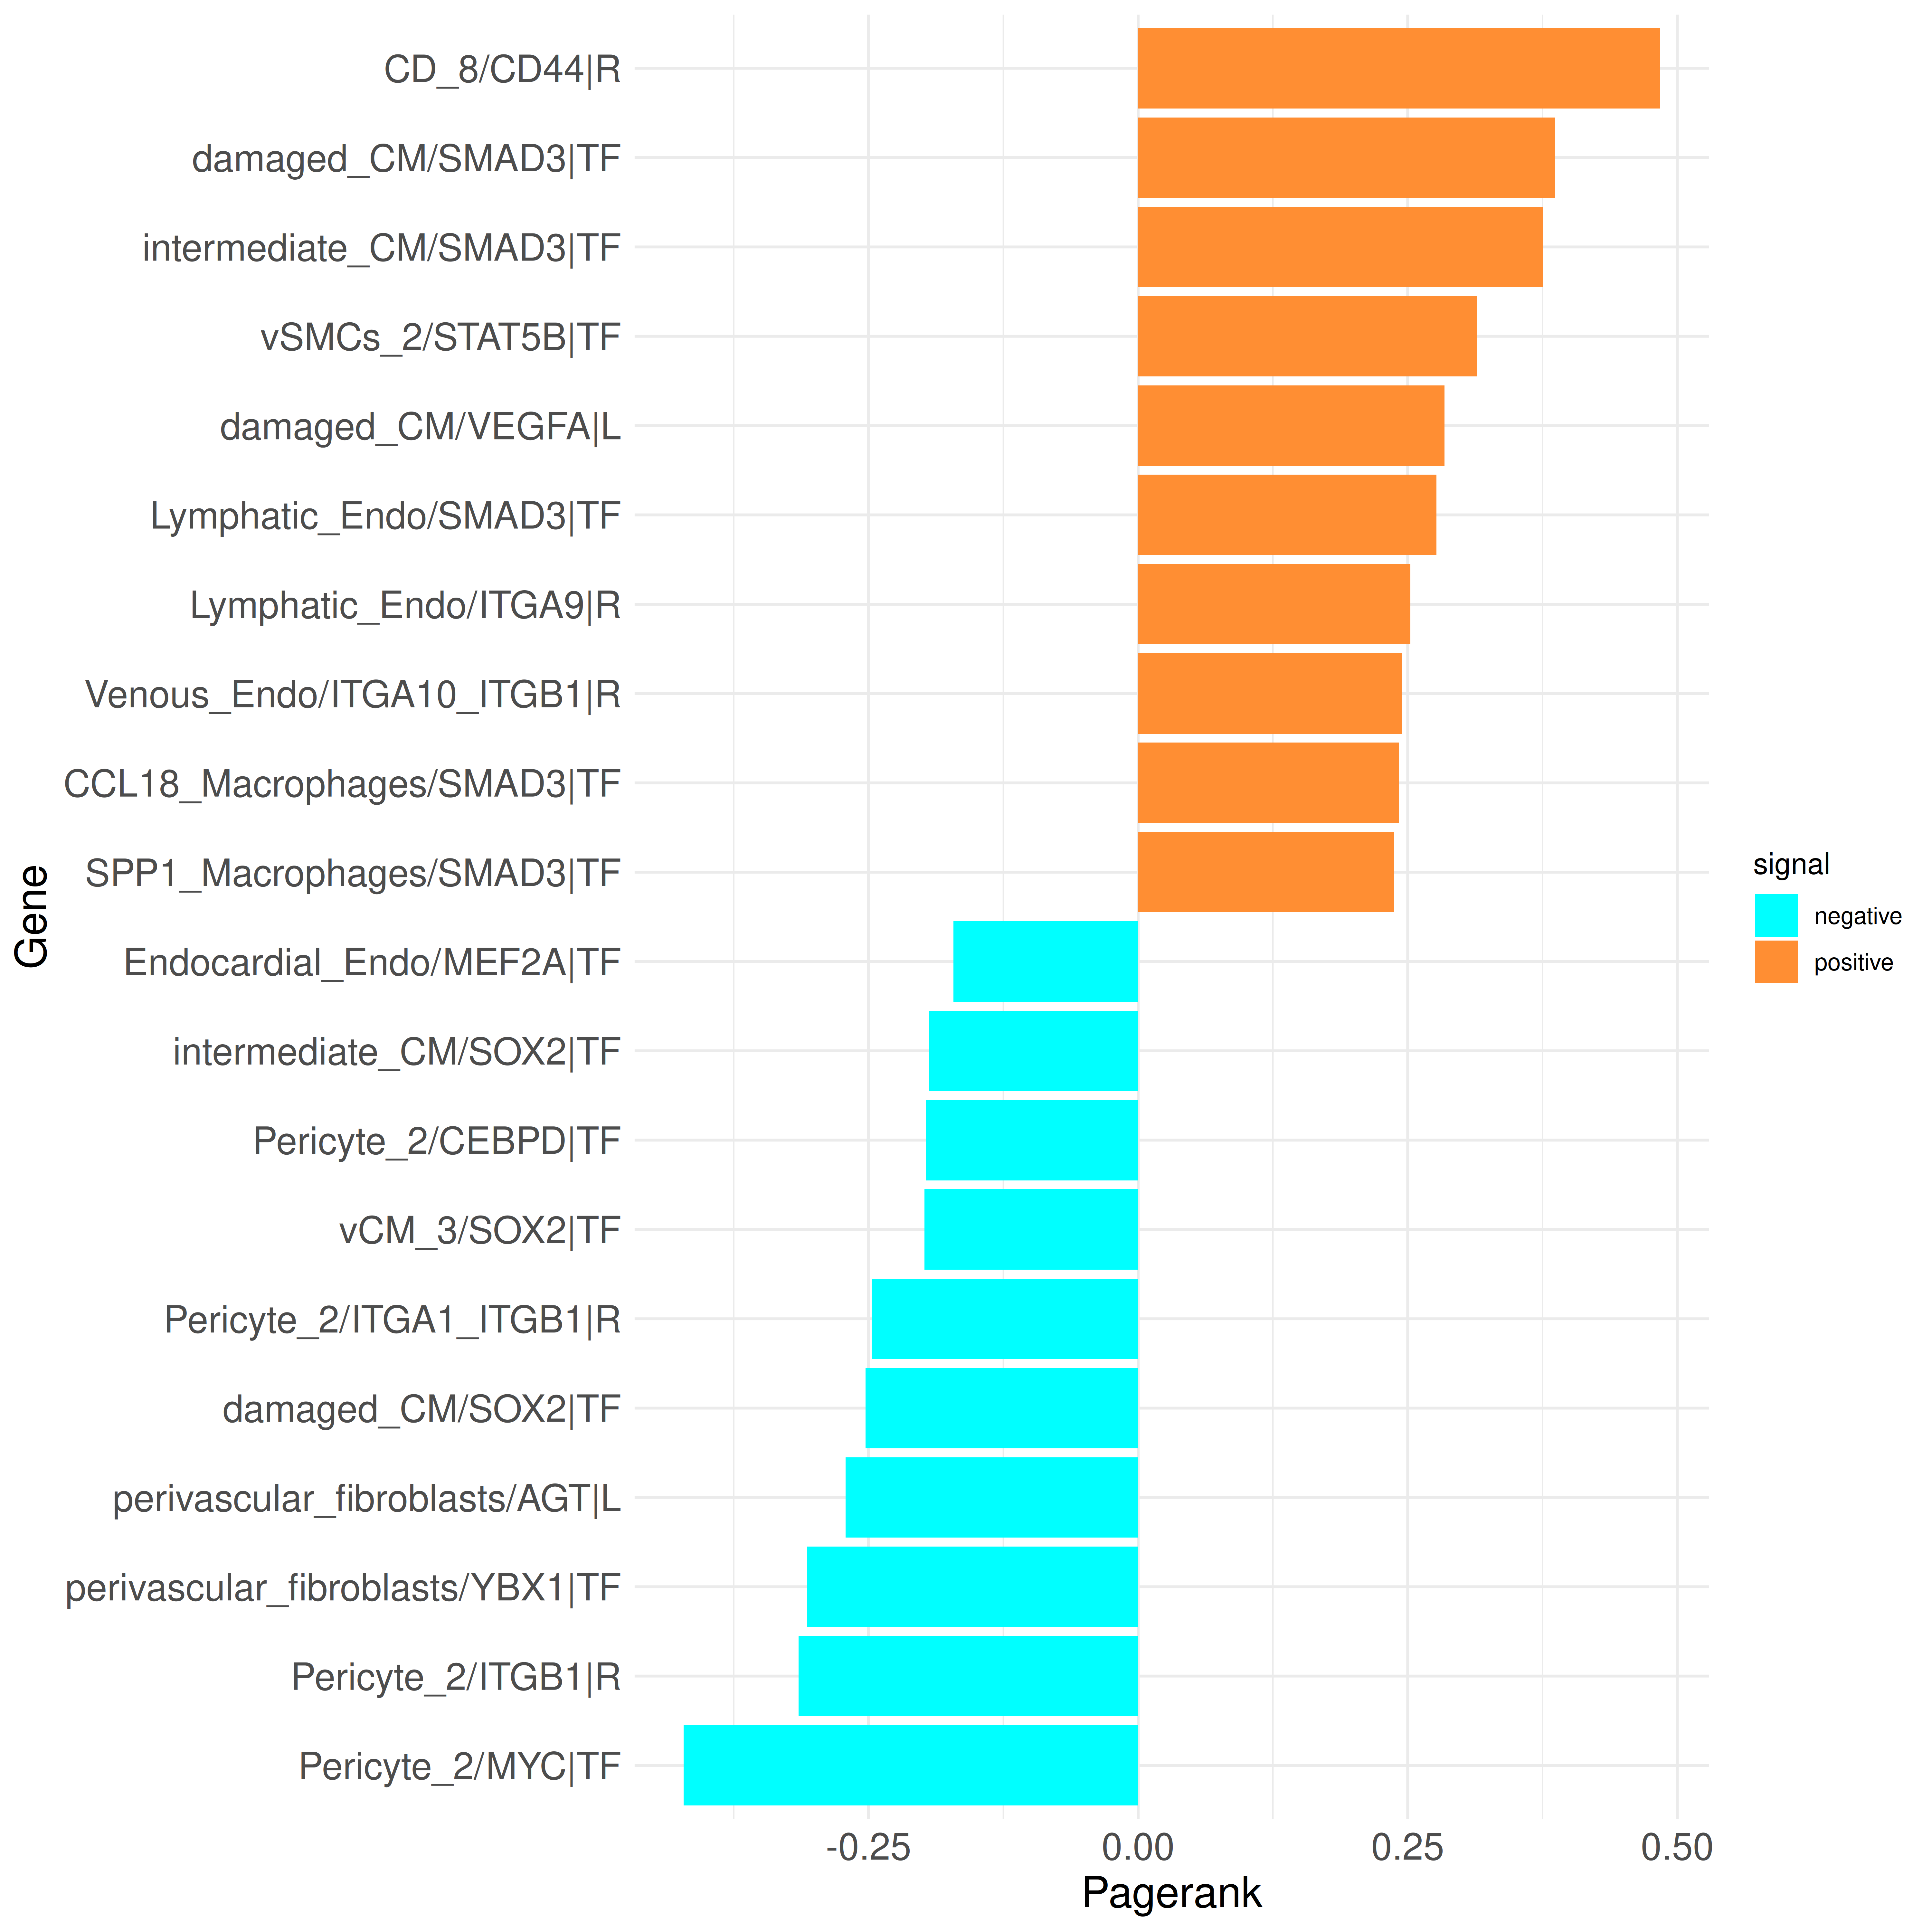 CD_8/CD44|R
damaged_CM/SMAD3|TF
intermediate_CM/SMAD3|TF
vSMCs_2/STAT5B|TF
damaged_CM/VEGFA|L
Lymphatic_Endo/SMAD3|TF
Lymphatic_Endo/ITGA9|R
Venous_Endo/ITGA10_ITGB1|R
CCL18_Macrophages/SMAD3|TF
SPP1_Macrophages/SMAD3|TF
Endocardial_Endo/MEF2A|TF
intermediate_CM/SOX2|TF
Pericyte_2/CEBPD|TF
vCM_3/SOX2|TF
Pericyte_2/ITGA1_ITGB1|R
damaged_CM/SOX2|TF
perivascular_fibroblasts/AGT|L
perivascular_fibroblasts/YBX1|TF
Pericyte_2/ITGB1|R
Pericyte_2/MYC|TF
Gene
-0.25 0.00 0.25 0.50
Pagerank
signal
negative
positive